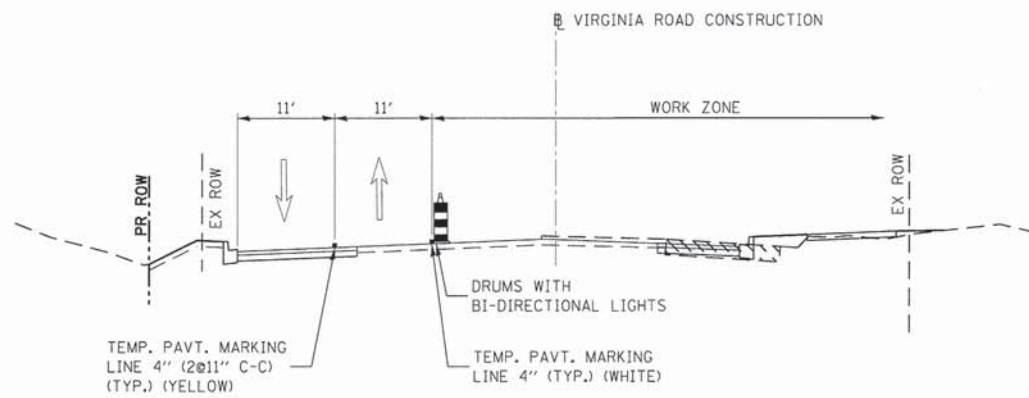 ℄ VIRGINIA ROAD CONSTRUCTION
11'
11'
WORK ZONE
PR ROW
EX ROW
EX ROW
DRUMS WITH
BI-DIRECTIONAL LIGHTS
TEMP. PAVT. MARKING
LINE 4" (2@11" C-C)
(TYP.) (YELLOW)
TEMP. PAVT. MARKING
LINE 4" (TYP.) (WHITE)